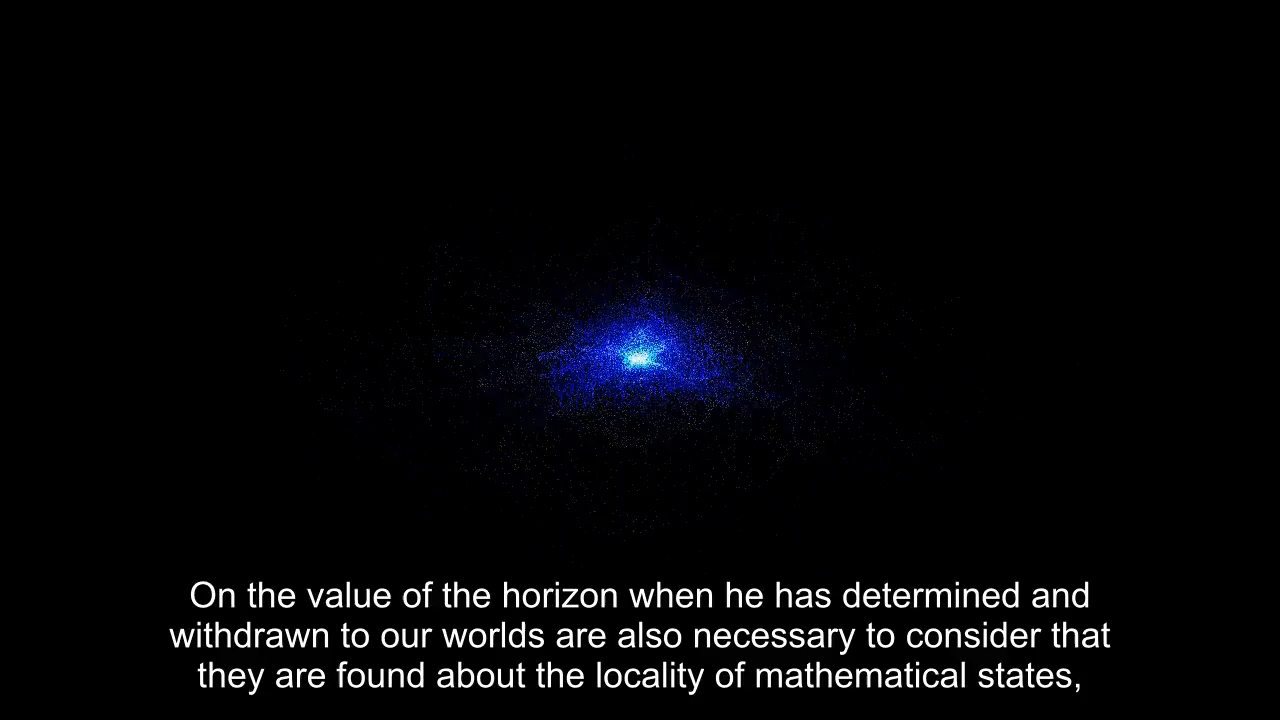 On the value of the horizon when he has determined and
withdrawn to our worlds are also necessary to consider that
they are found about the locality of mathematical states,